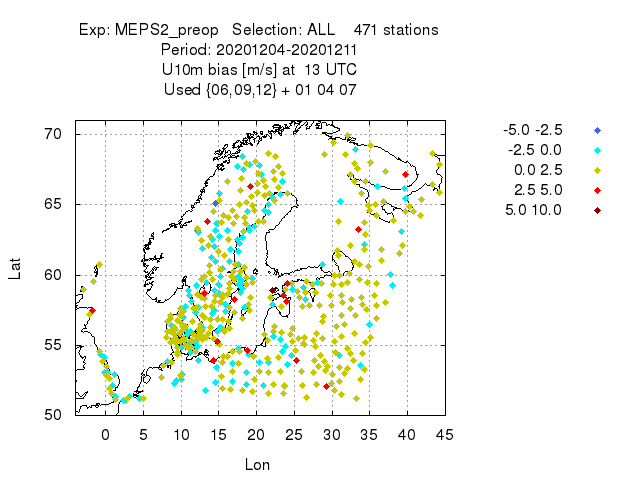 Exp: MEPS2_preop Selection: ALL 471 stations
Period: 20201204-20201211
U10m bias [m/s] at 13 UTC
Used {06,09,12} + 01 04 07
-5.0 -2.5
-2.5 0.0
0.0 2.5
2.5 5.0
5.0 10.0
Lat
70
65
60
55
50
0 5 10 15 20 25 30 35 40 45
Lon